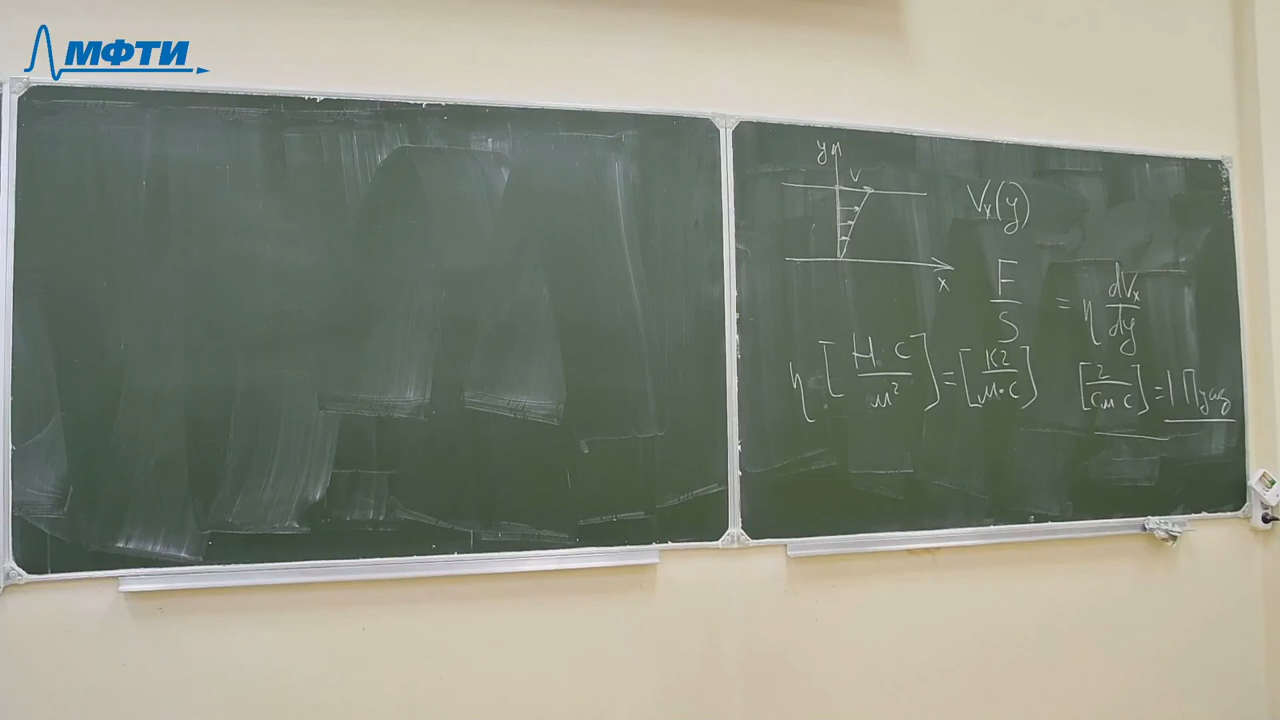 МФТИ
y
V
Vx(y)
x
F/S = η dVx/dy
η [Н·с/м²] = [кг/м·с] [г/см·с] = 1 Пуаз